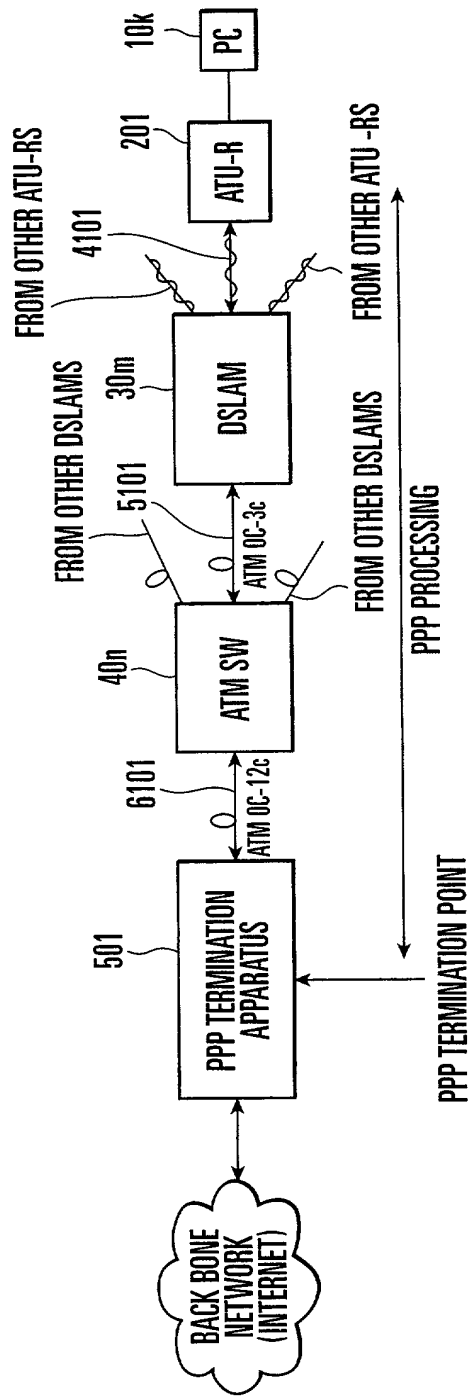 BACK BONE
NETWORK
(INTERNET)
501
PPP TERMINATION
APPARATUS
PPP TERMINATION POINT
6101
ATM OC-12c
40n
ATM SW
FROM OTHER DSLAMS
5101
ATM OC-3c
FROM OTHER DSLAMS
30m
DSLAM
FROM OTHER ATU-RS
4101
FROM OTHER ATU -RS
201
ATU-R
10k
PC
PPP PROCESSING